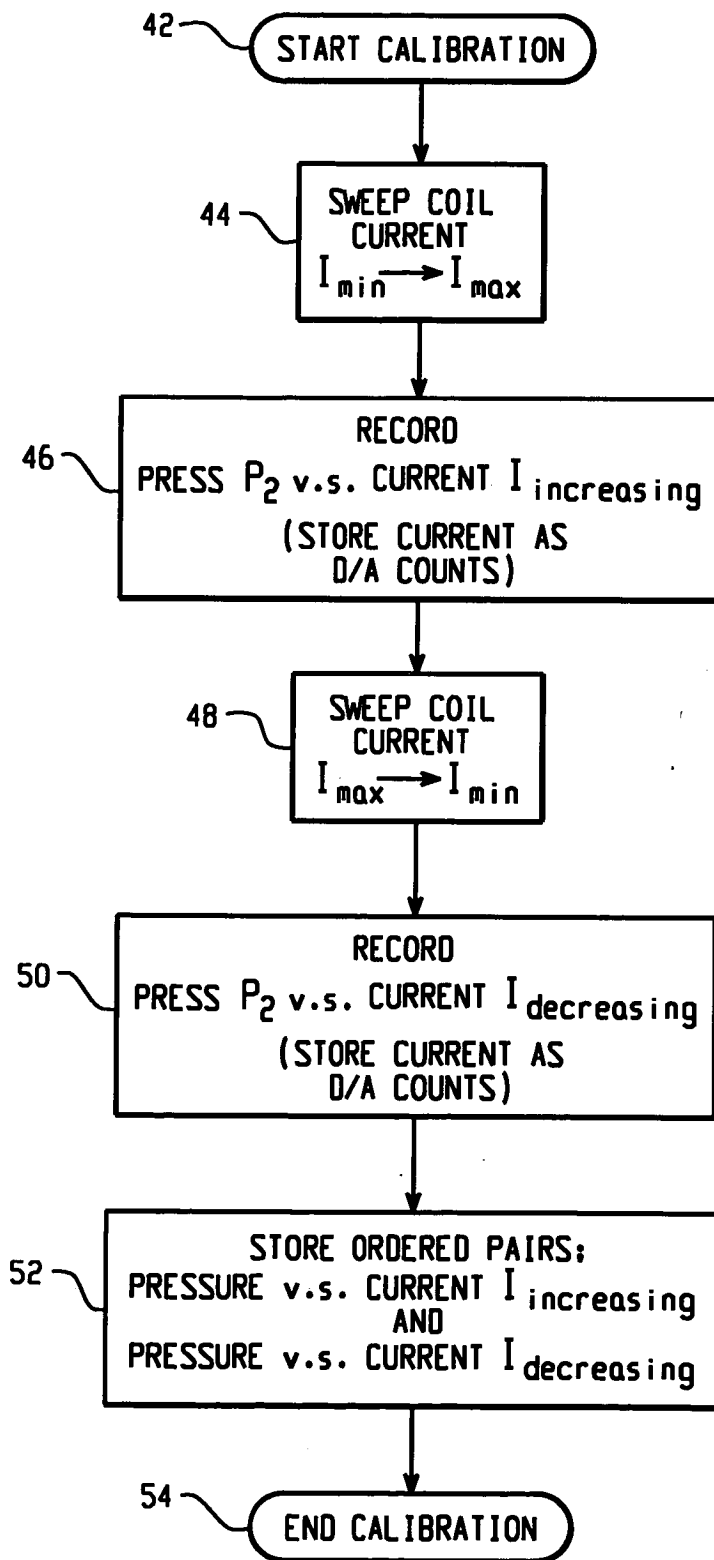 42
START CALIBRATION
44
SWEEP COIL
CURRENT
I min → I max
46
RECORD
PRESS P2 v.s. CURRENT I increasing
(STORE CURRENT AS
D/A COUNTS)
48
SWEEP COIL
CURRENT
I max → I min
50
RECORD
PRESS P2 v.s. CURRENT I decreasing
(STORE CURRENT AS
D/A COUNTS)
52
STORE ORDERED PAIRS:
PRESSURE v.s. CURRENT I increasing
AND
PRESSURE v.s. CURRENT I decreasing
54
END CALIBRATION